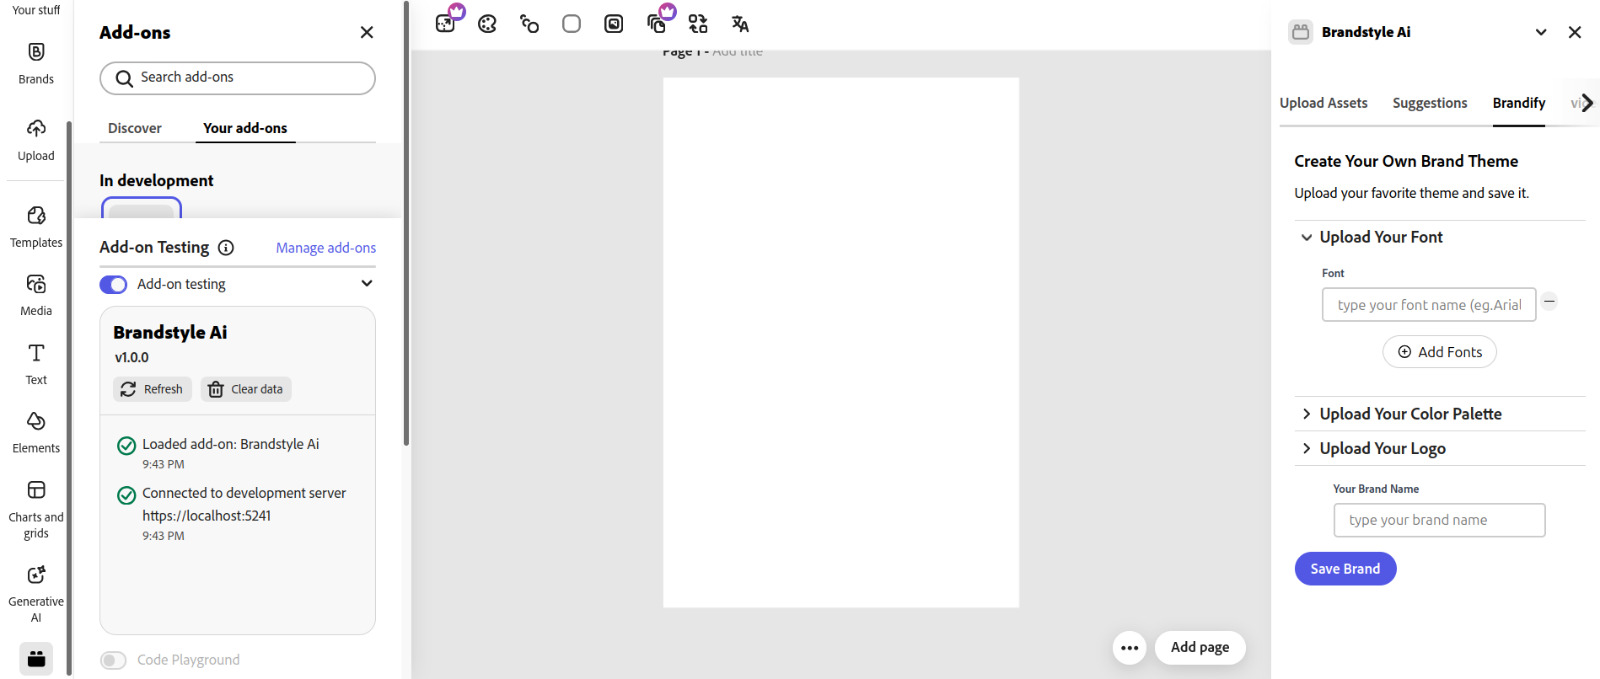 Your stuff
Brands
Upload
Templates
Media
Text
Elements
Charts and
grids
Generative
AI
Add-ons
Search add-ons
Discover
Your add-ons
In development
Add-on Testing
Manage add-ons
Add-on testing
Brandstyle Ai
v1.0.0
Refresh
Clear data
Loaded add-on: Brandstyle Ai
9:43 PM
Connected to development server
https://localhost:5241
9:43 PM
Code Playground
Page 1 - Add title
Add page
Brandstyle Ai
Upload Assets
Suggestions
Brandify
Create Your Own Brand Theme
Upload your favorite theme and save it.
Upload Your Font
Font
type your font name (eg.Arial
Add Fonts
Upload Your Color Palette
Upload Your Logo
Your Brand Name
type your brand name
Save Brand